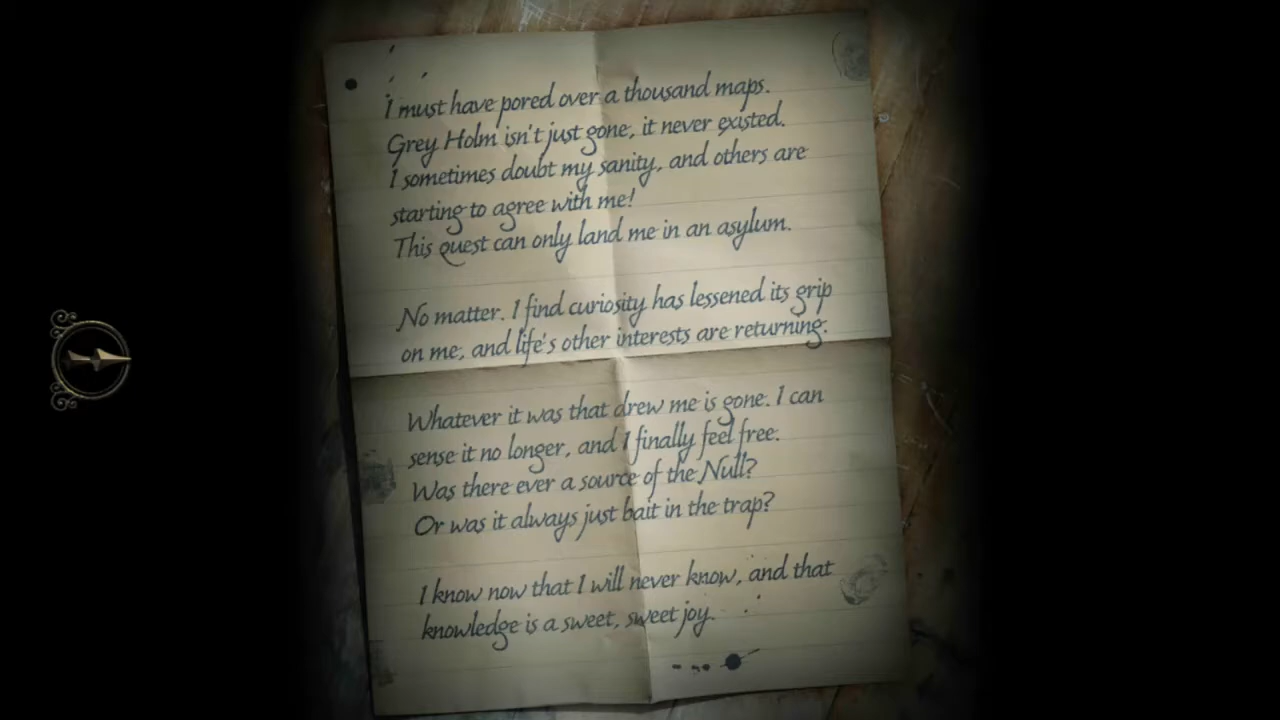 I must have pored over a thousand maps.
Grey Holm isn't just gone, it never existed.
I sometimes doubt my sanity, and others are
starting to agree with me!
This quest can only land me in an asylum.
No matter. I find curiosity has lessened its grip
on me, and life's other interests are returning.
Whatever it was that drew me is gone. I can
sense it no longer, and I finally feel free.
Was there ever a source of the Null?
Or was it always just bait in the trap?
I know now that I will never know, and that
knowledge is a sweet, sweet joy.